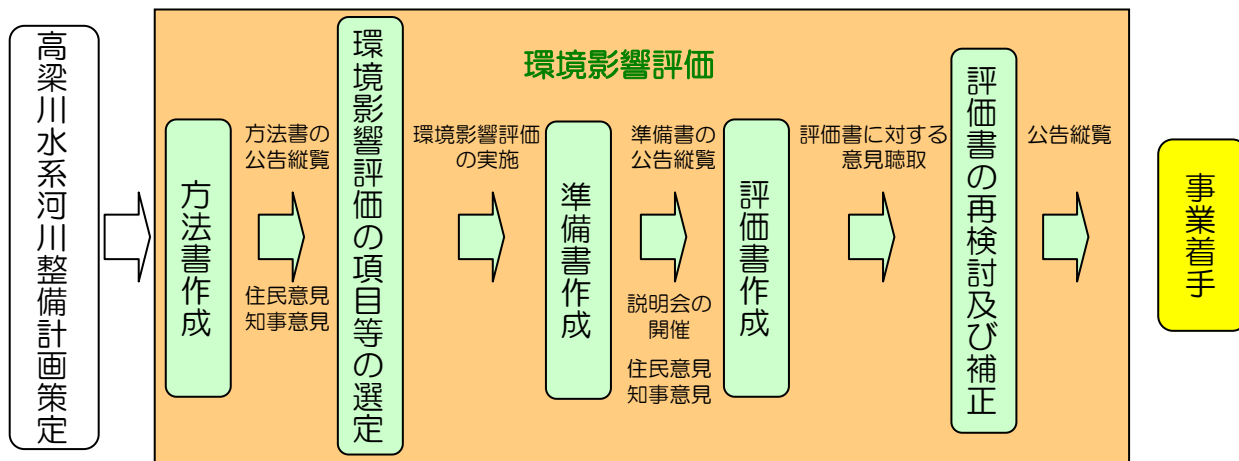 環境影響評価
高梁川水系河川整備計画策定
方法書作成
方法書の
公告縦覧
住民意見
知事意見
環境影響評価の項目等の選定
環境影響評価
の実施
準備書作成
準備書の
公告縦覧
説明会の
開催
住民意見
知事意見
評価書作成
評価書に対する
意見聴取
評価書の再検討及び補正
公告縦覧
事業着手